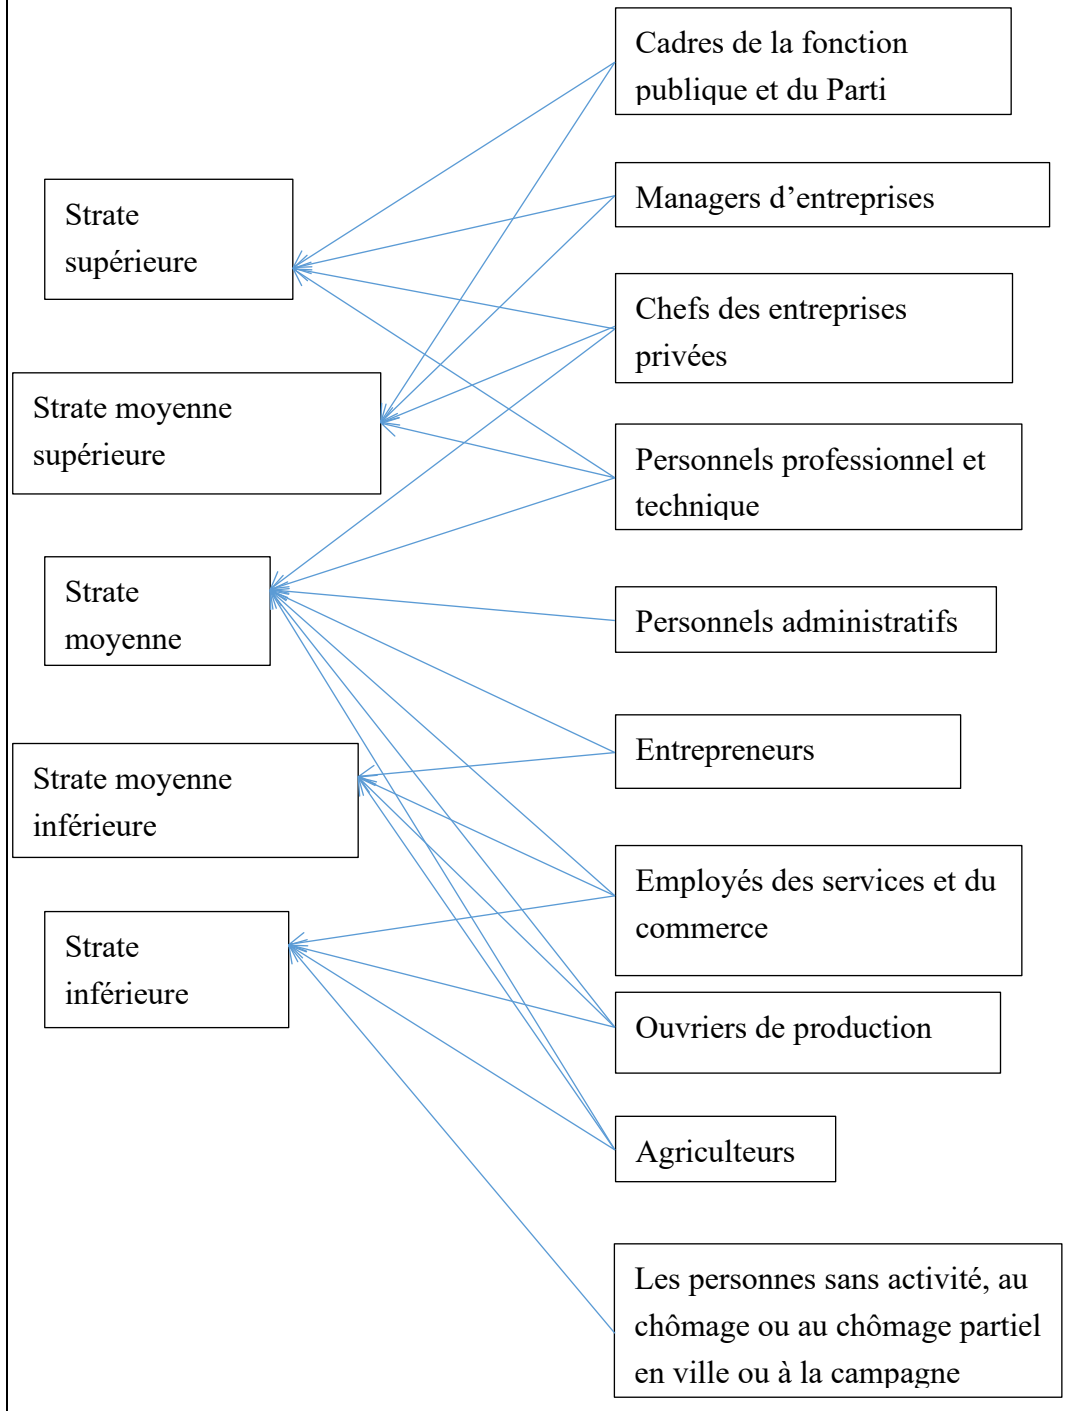 Cadres de la fonction
publique et du Parti
Managers d’entreprises
Strate
supérieure
Chefs des entreprises
privées
Strate moyenne
supérieure
Personnels professionnel et
technique
Strate
moyenne
Personnels administratifs
Entrepreneurs
Strate moyenne
inférieure
Employés des services et du
commerce
Strate
inférieure
Ouvriers de production
Agriculteurs
Les personnes sans activité, au
chômage ou au chômage partiel
en ville ou à la campagne